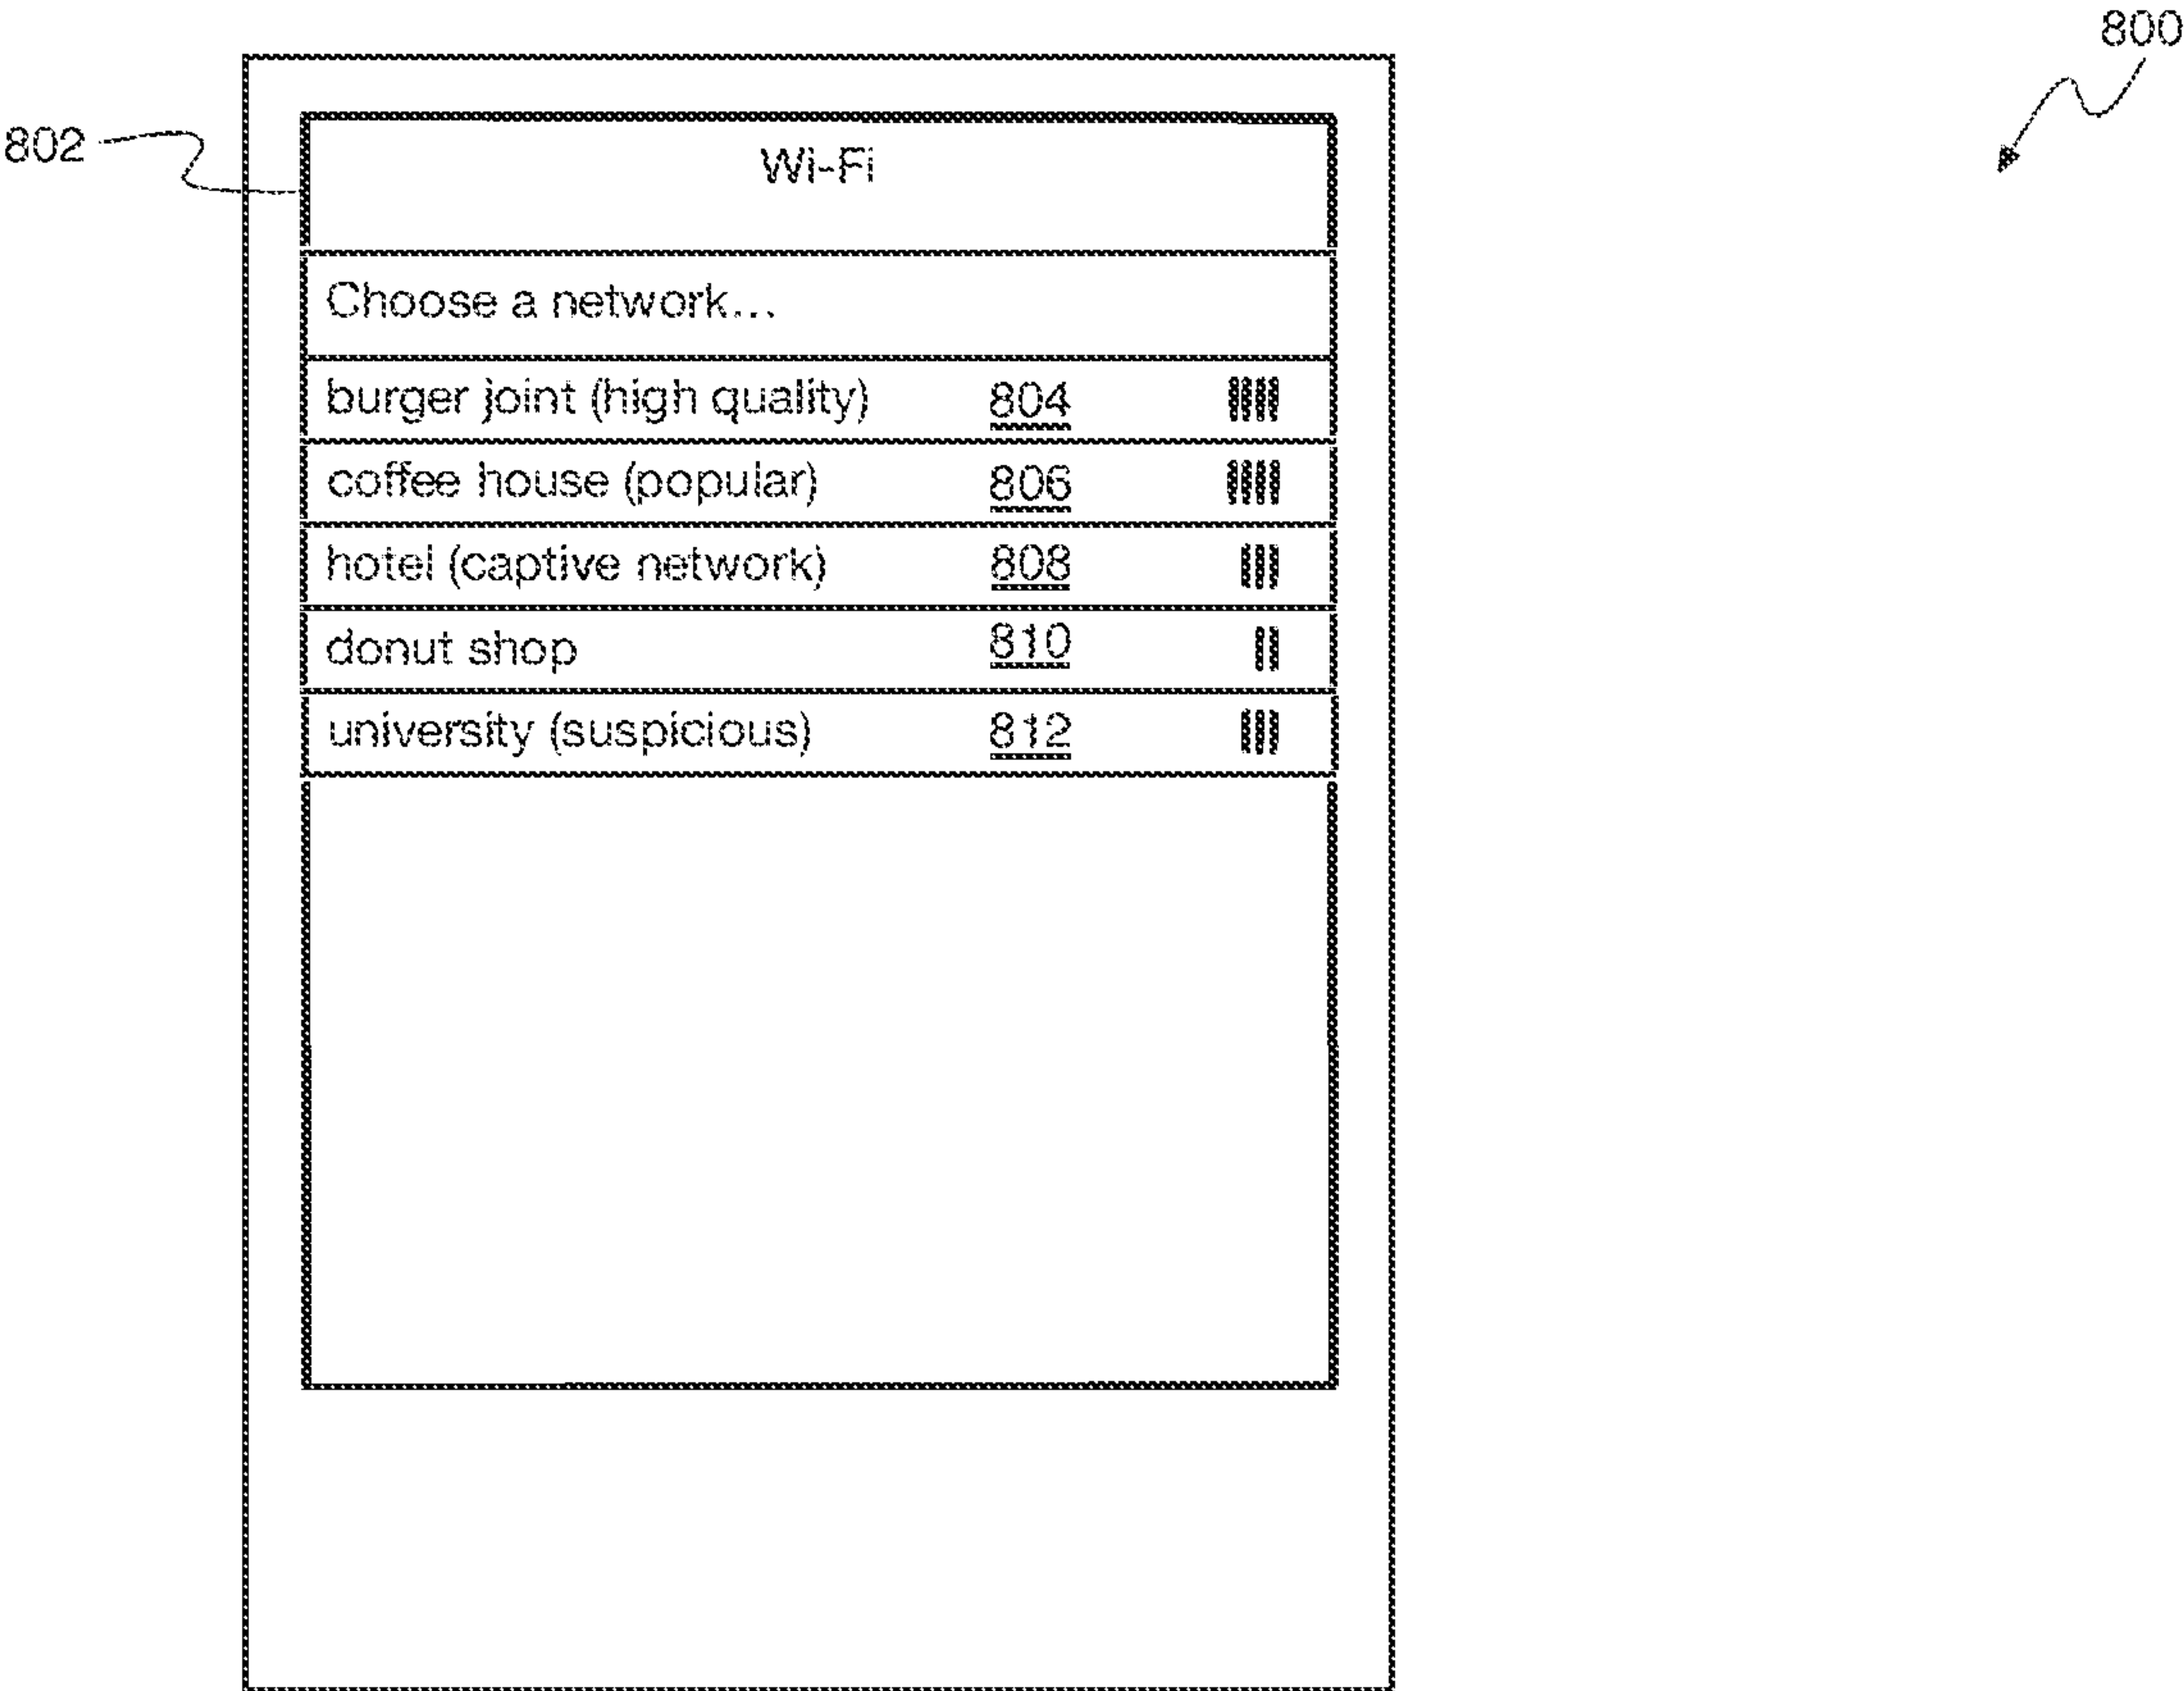 800
802
Wi-Fi
Choose a network...
burger joint (high quality) 804
coffee house (popular) 806
hotel (captive network) 808
donut shop 810
university (suspicious) 812